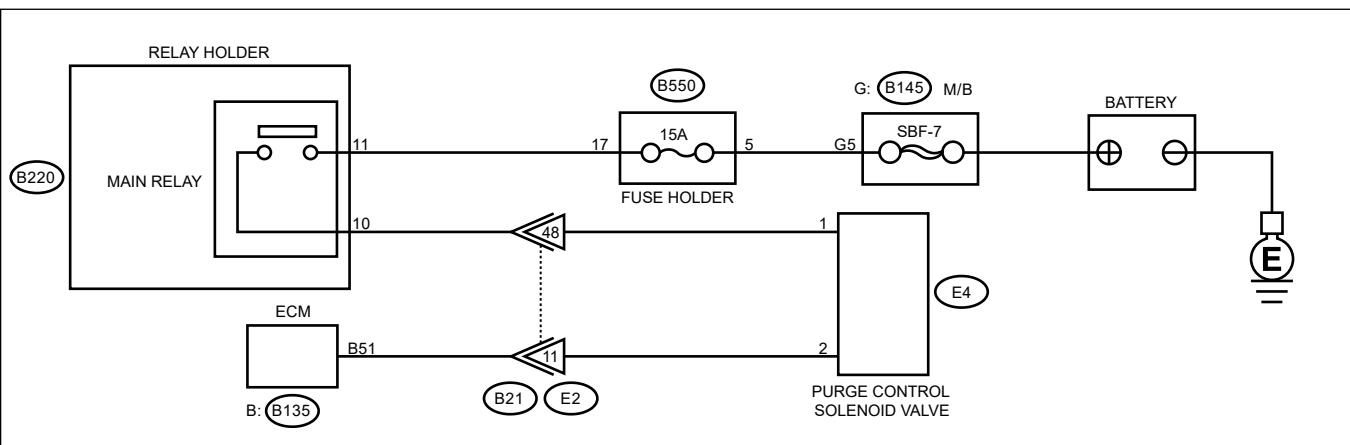 RELAY HOLDER
B550
G: B145 M/B
BATTERY
15A
SBF-7
11
17
5
G5
B220
MAIN RELAY
FUSE HOLDER
10
48
1
E
E4
ECM
B51
11
2
B: B135
B21
E2
PURGE CONTROL
SOLENOID VALVE